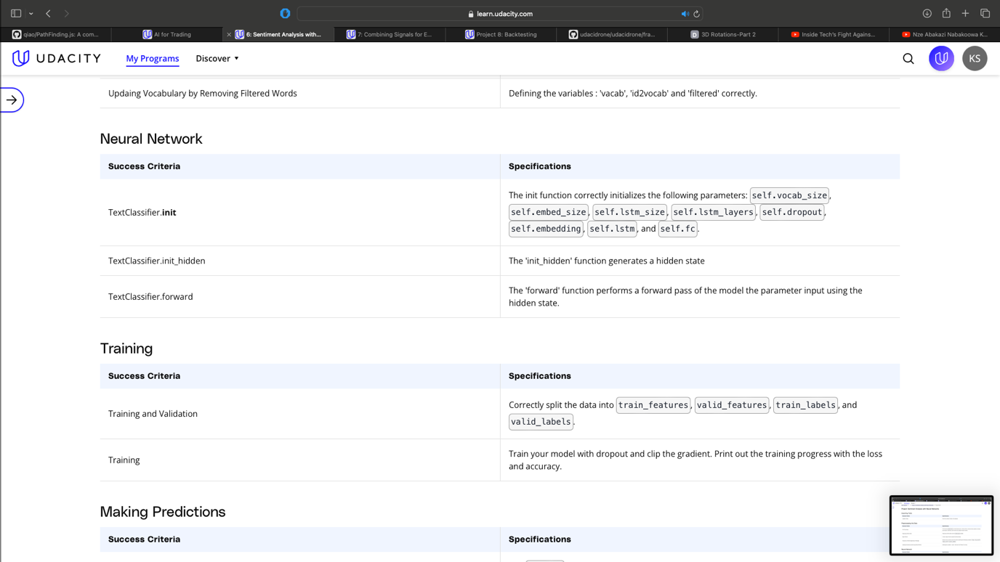 learn.udacity.com
qiao/PathFinding.js: A com...
AI for Trading
6: Sentiment Analysis with...
7: Combining Signals for E...
Project 8: Backtesting
udacidrone/udacidrone/fra...
D 3D Rotations-Part 2
Inside Tech's Fight Agains...
Nze Abakazi Nabakoowa K...
UDACITY
My Programs
Discover
KS
Updaing Vocabulary by Removing Filtered Words
Defining the variables : 'vacab', 'id2vocab' and 'filtered' correctly.
Neural Network
Success Criteria
Specifications
TextClassifier.init
The init function correctly initializes the following parameters: self.vocab_size,
self.embed_size, self.lstm_size, self.lstm_layers, self.dropout,
self.embedding, self.lstm, and self.fc.
TextClassifier.init_hidden
The 'init_hidden' function generates a hidden state
TextClassifier.forward
The 'forward' function performs a forward pass of the model the parameter input using the
hidden state.
Training
Success Criteria
Specifications
Training and Validation
Correctly split the data into train_features, valid_features, train_labels, and
valid_labels.
Training
Train your model with dropout and clip the gradient. Print out the training progress with the loss
and accuracy.
Making Predictions
Success Criteria
Specifications